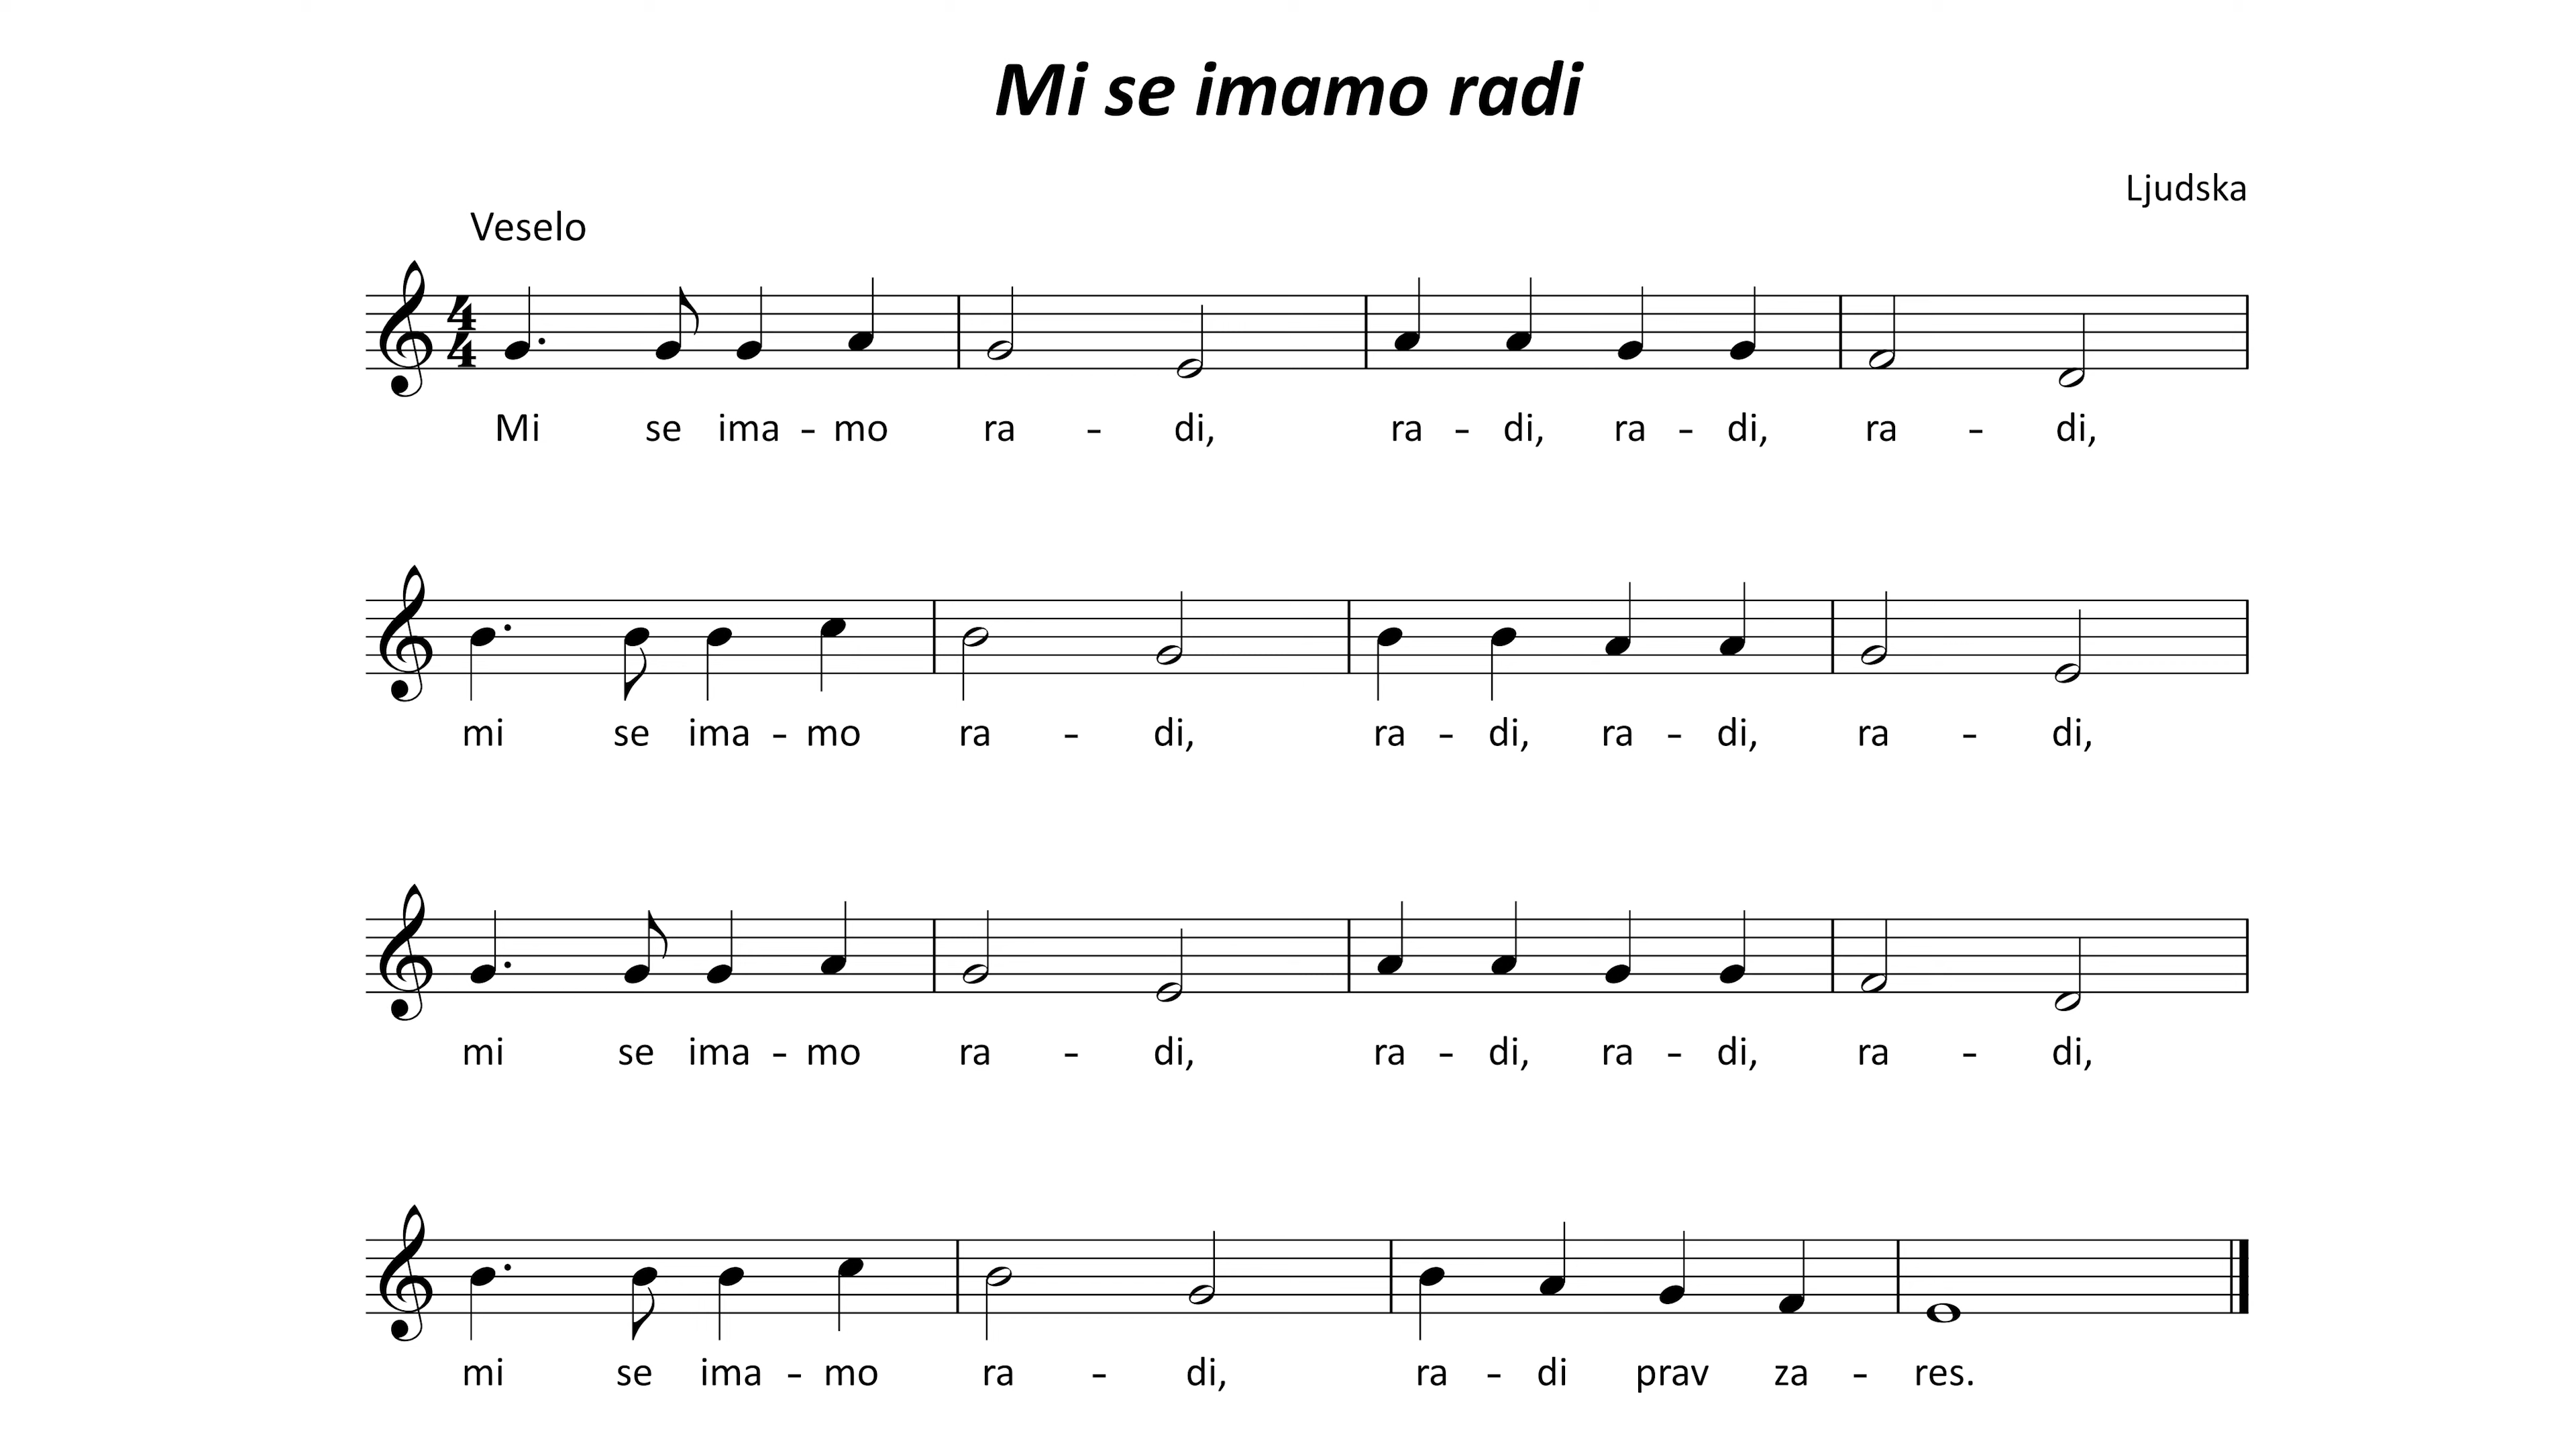 Mi se imamo radi
Ljudska
Veselo
4
4
Mi se ima - mo ra - di, ra - di, ra - di, ra - di,
mi se ima - mo ra - di, ra - di, ra - di, ra - di,
mi se ima - mo ra - di, ra - di, ra - di, ra - di,
mi se ima - mo ra - di, ra - di prav za - res.